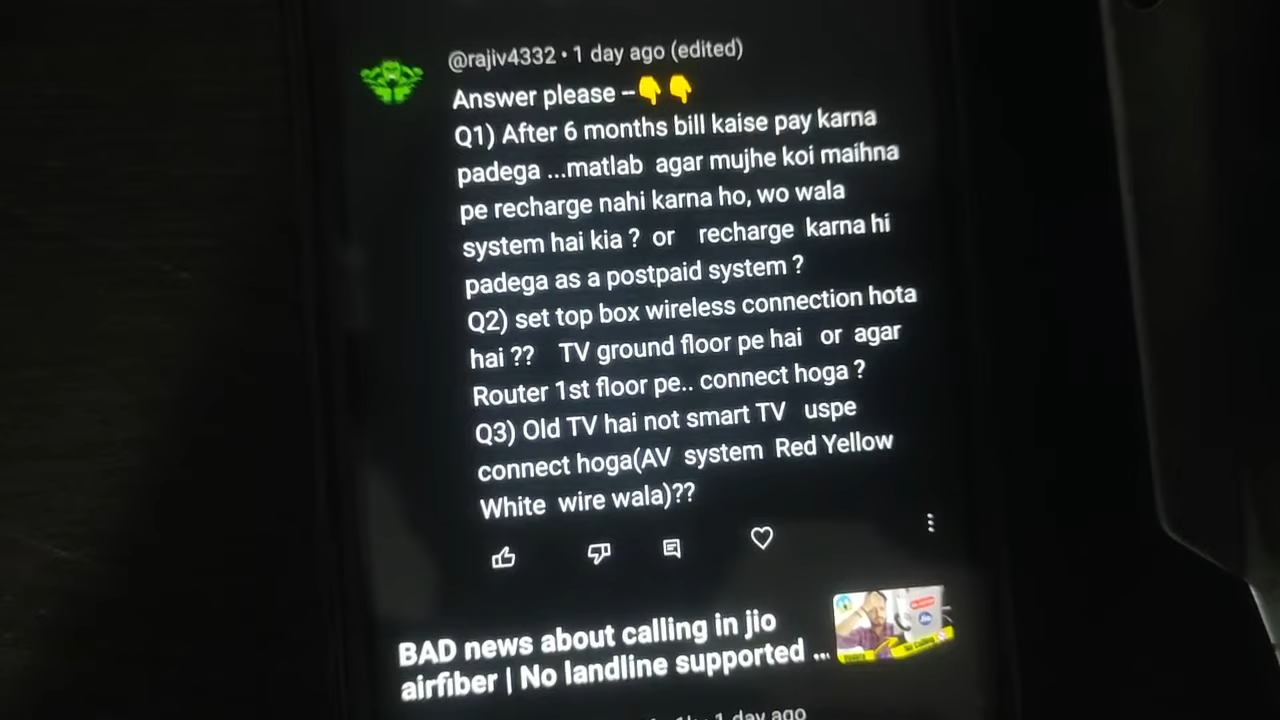 @rajiv4332 • 1 day ago (edited)
Answer please –👇👇
Q1) After 6 months bill kaise pay karna
padega ...matlab agar mujhe koi maihna
pe recharge nahi karna ho, wo wala
system hai kia ? or recharge karna hi
padega as a postpaid system ?
Q2) set top box wireless connection hota
hai ?? TV ground floor pe hai or agar
Router 1st floor pe.. connect hoga ?
Q3) Old TV hai not smart TV uspe
connect hoga(AV system Red Yellow
White wire wala)??
BAD news about calling in jio
airfiber | No landline supported ...
1 day ago